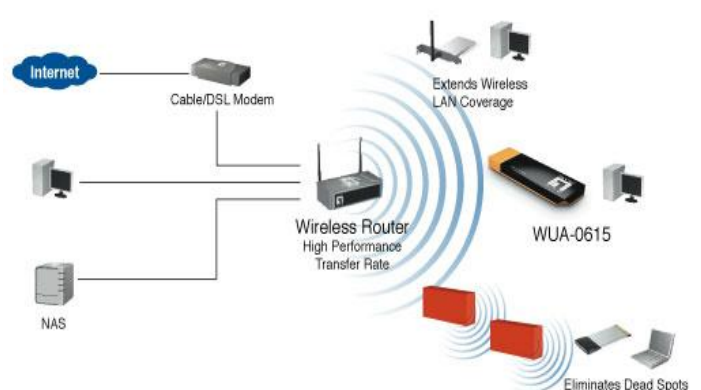 Internet
Cable/DSL Modem
Extends Wireless
LAN Coverage
Wireless Router
High Performance
Transfer Rate
WUA-0615
NAS
Eliminates Dead Spots